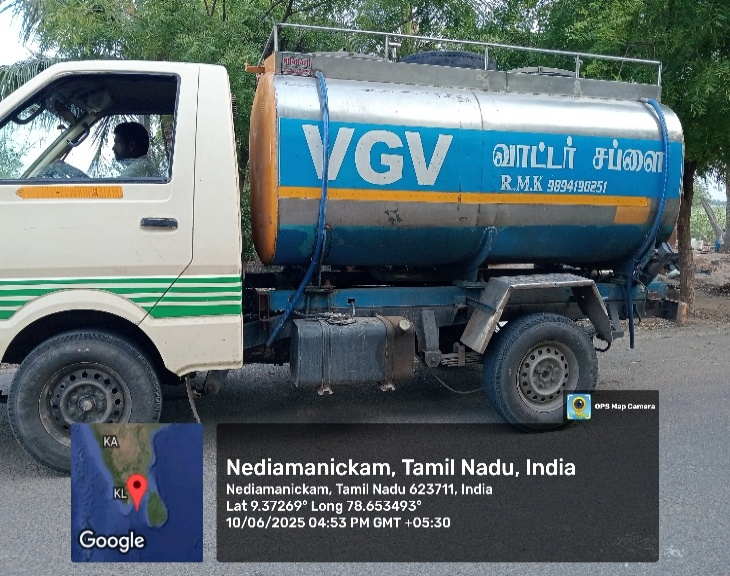 VGV
வாட்டர் சப்ளை
R.M.K 9894190251
GPS Map Camera
KA
KL
Google
Nediamanickam, Tamil Nadu, India
Nediamanickam, Tamil Nadu 623711, India
Lat 9.37269° Long 78.653493°
10/06/2025 04:53 PM GMT +05:30